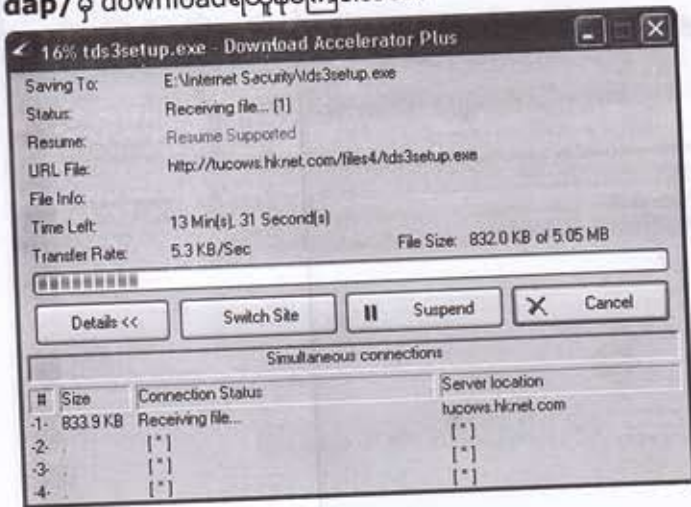 dap/ မှ download
16% tds3setup.exe - Download Accelerator Plus
Saving To: E:\Internet Sacurity\tds3setup.exe
Status: Receiving file... [1]
Resume: Resume Supported
URL File: http://tucows.hknet.com/files4/tds3setup.exe
File Info:
Time Left: 13 Min(s), 31 Second(s)
Transfer Rate: 5.3 KB/Sec File Size: 832.0 KB of 5.05 MB
Details << Switch Site Suspend Cancel
Simultaneous connections
# Size Connection Status Server location
-1- 833.9 KB Receiving file... tucows.hknet.com
-2- [*] [*]
-3- [*] [*]
-4- [*] [*]